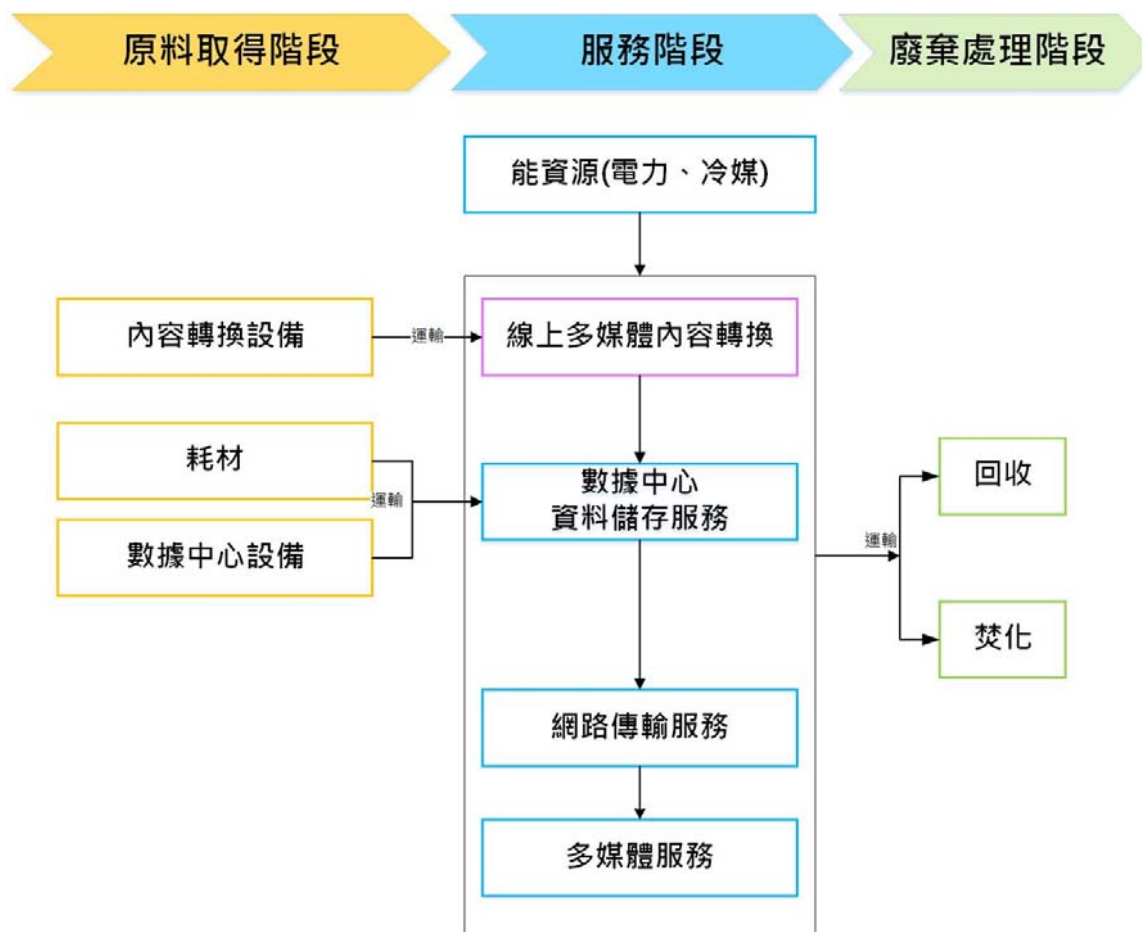 原料取得階段
服務階段
廢棄處理階段
能資源(電力、冷媒)
內容轉換設備
運輸
線上多媒體內容轉換
耗材
運輸
數據中心設備
數據中心
資料儲存服務
運輸
回收
焚化
網路傳輸服務
多媒體服務